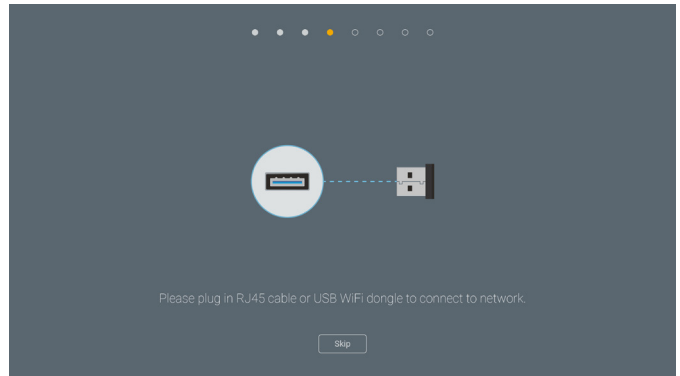 Please plug in RJ45 cable or USB WiFi dongle to connect to network.
Skip